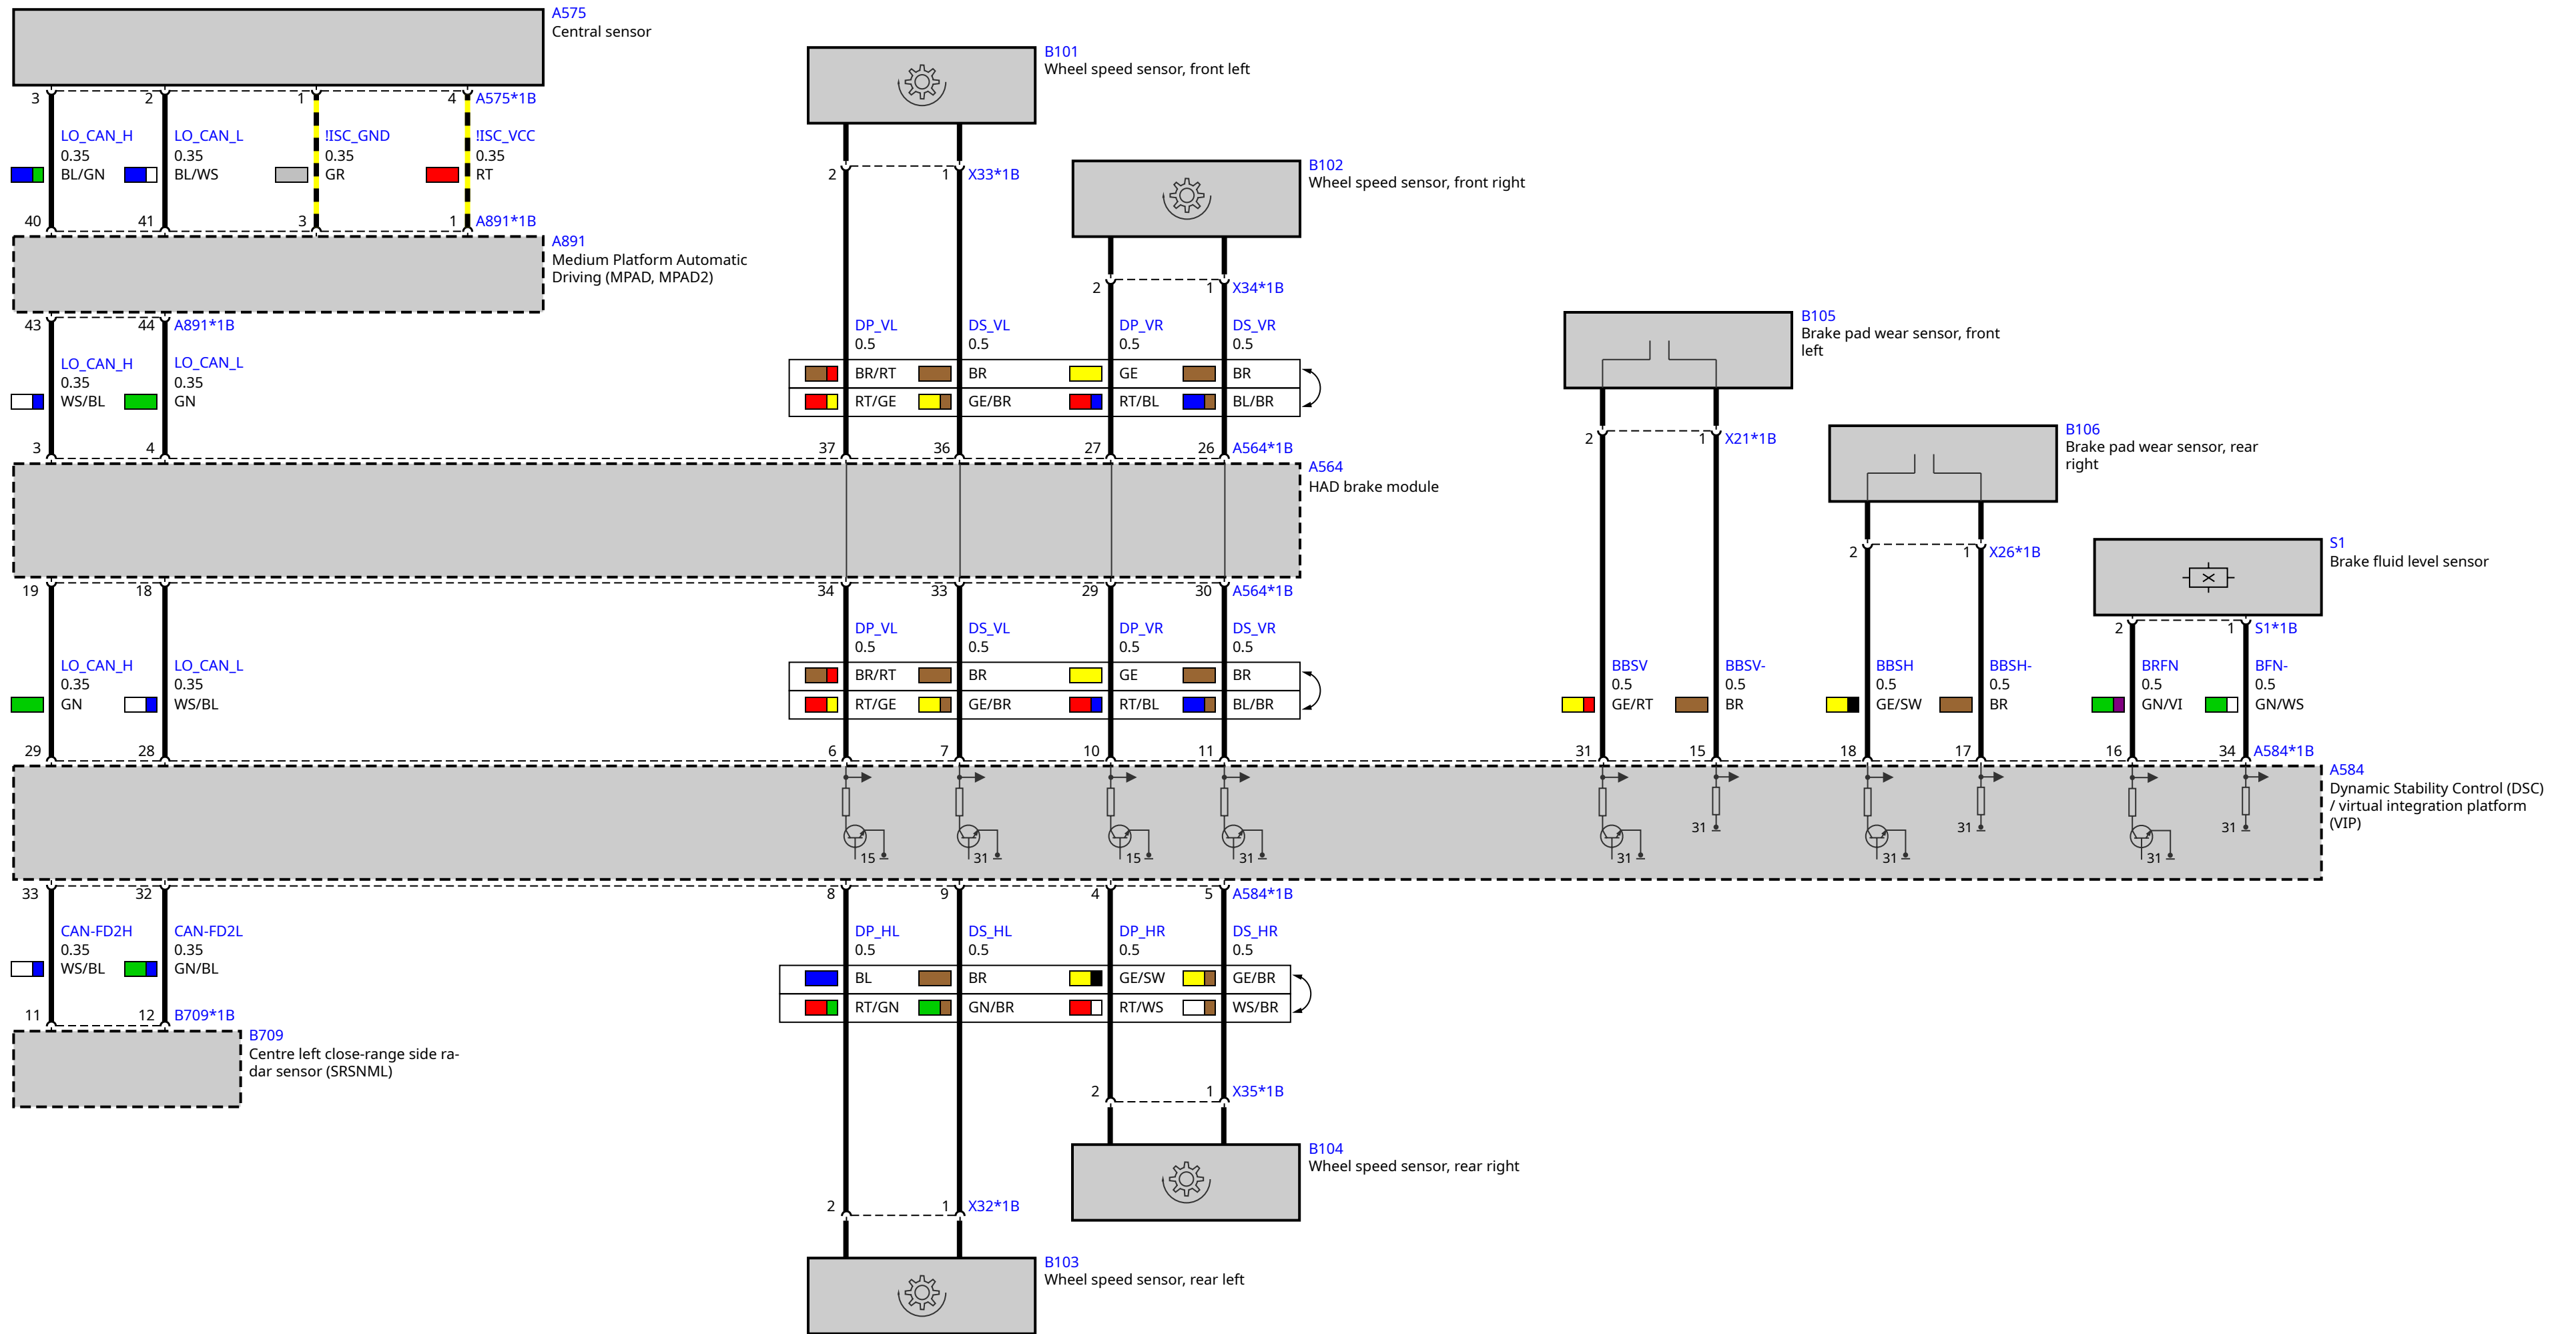 A575
Central sensor
3
2
1
4
A575*1B
LO_CAN_H
0.35
BL/GN
LO_CAN_L
0.35
BL/WS
!ISC_GND
0.35
GR
!ISC_VCC
0.35
RT
40
41
3
1
A891*1B
A891
Medium Platform Automatic
Driving (MPAD, MPAD2)
43
44
A891*1B
LO_CAN_H
0.35
WS/BL
LO_CAN_L
0.35
GN
3
4
B101
Wheel speed sensor, front left
2
1
X33*1B
B102
Wheel speed sensor, front right
2
1
X34*1B
DP_VL
0.5
BR/RT
RT/GE
DS_VL
0.5
BR
GE/BR
DP_VR
0.5
GE
RT/BL
DS_VR
0.5
BR
BL/BR
37
36
27
26
A564*1B
A564
HAD brake module
19
18
34
33
29
30
A564*1B
LO_CAN_H
0.35
GN
LO_CAN_L
0.35
WS/BL
DP_VL
0.5
BR/RT
RT/GE
DS_VL
0.5
BR
GE/BR
DP_VR
0.5
GE
RT/BL
DS_VR
0.5
BR
BL/BR
B105
Brake pad wear sensor, front
left
2
1
X21*1B
B106
Brake pad wear sensor, rear
right
2
1
X26*1B
S1
Brake fluid level sensor
2
1
S1*1B
BBSV
0.5
GE/RT
BBSV-
0.5
BR
BBSH
0.5
GE/SW
BBSH-
0.5
BR
BRFN
0.5
GN/VI
BFN-
0.5
GN/WS
29
28
6
7
10
11
31
15
18
17
16
34
A584*1B
A584
Dynamic Stability Control (DSC)
/ virtual integration platform
(VIP)
15
31
15
31
31
31
31
31
31
31
33
32
8
9
4
5
A584*1B
CAN-FD2H
0.35
WS/BL
CAN-FD2L
0.35
GN/BL
DP_HL
0.5
BL
RT/GN
DS_HL
0.5
BR
GN/BR
DP_HR
0.5
GE/SW
RT/WS
DS_HR
0.5
GE/BR
WS/BR
11
12
B709*1B
B709
Centre left close-range side ra-
dar sensor (SRSNML)
2
1
X35*1B
B104
Wheel speed sensor, rear right
2
1
X32*1B
B103
Wheel speed sensor, rear left